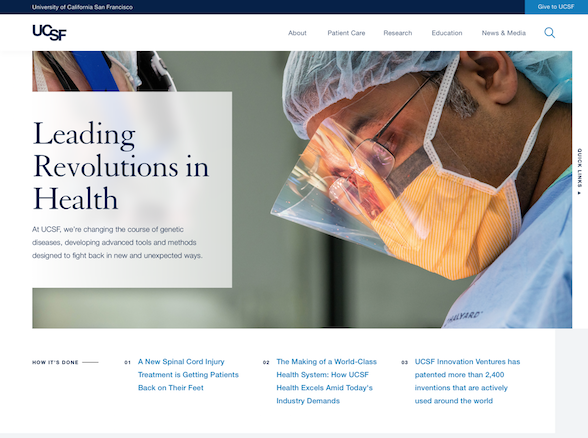 University of California San Francisco
Give to UCSF
UCSF
About Patient Care Research Education News & Media
QUICK LINKS
Leading
Revolutions in
Health
At UCSF, we're changing the course of genetic
diseases, developing advanced tools and methods
designed to fight back in new and unexpected ways.
HALYARD
HOW IT'S DONE
01 A New Spinal Cord Injury
Treatment is Getting Patients
Back on Their Feet
02 The Making of a World-Class
Health System: How UCSF
Health Excels Amid Today's
Industry Demands
03 UCSF Innovation Ventures has
patented more than 2,400
inventions that are actively
used around the world